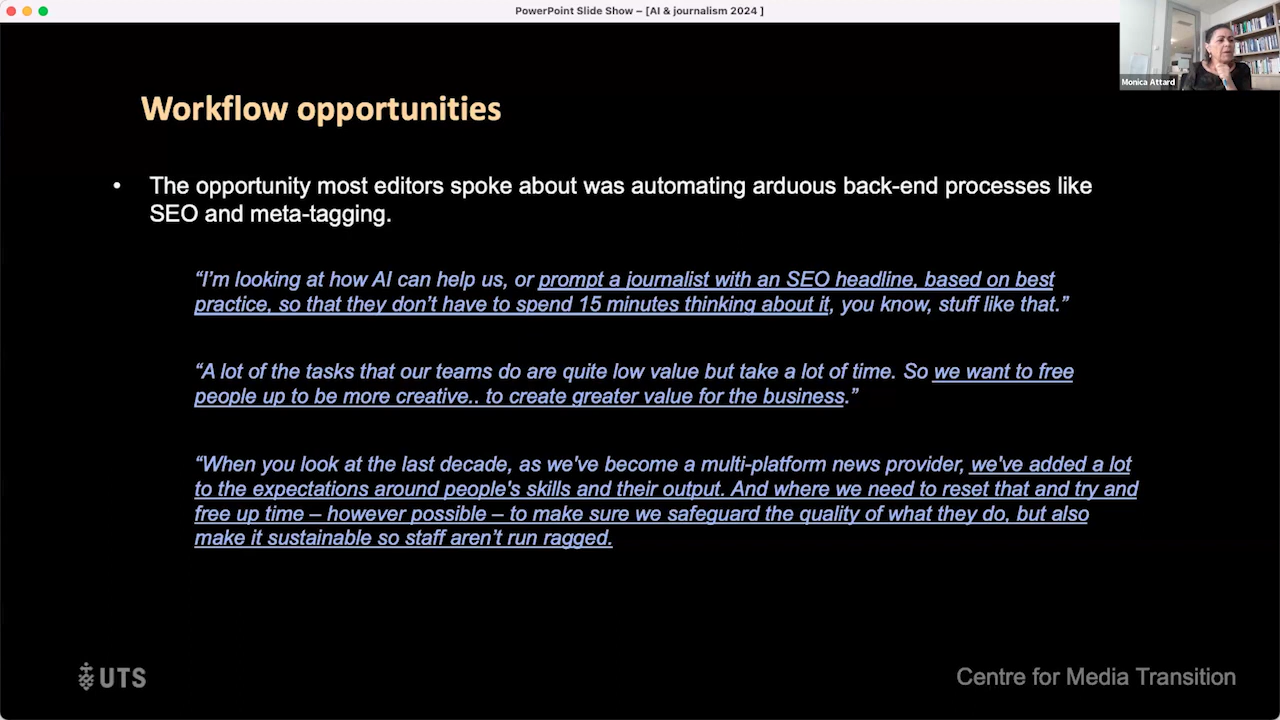 PowerPoint Slide Show – [AI & journalism 2024 ]
Monica Attard
Workflow opportunities
• The opportunity most editors spoke about was automating arduous back-end processes like
SEO and meta-tagging.
“I’m looking at how AI can help us, or prompt a journalist with an SEO headline, based on best
practice, so that they don’t have to spend 15 minutes thinking about it, you know, stuff like that.”
“A lot of the tasks that our teams do are quite low value but take a lot of time. So we want to free
people up to be more creative.. to create greater value for the business.”
“When you look at the last decade, as we've become a multi-platform news provider, we've added a lot
to the expectations around people's skills and their output. And where we need to reset that and try and
free up time – however possible – to make sure we safeguard the quality of what they do, but also
make it sustainable so staff aren’t run ragged.
UTS
Centre for Media Transition